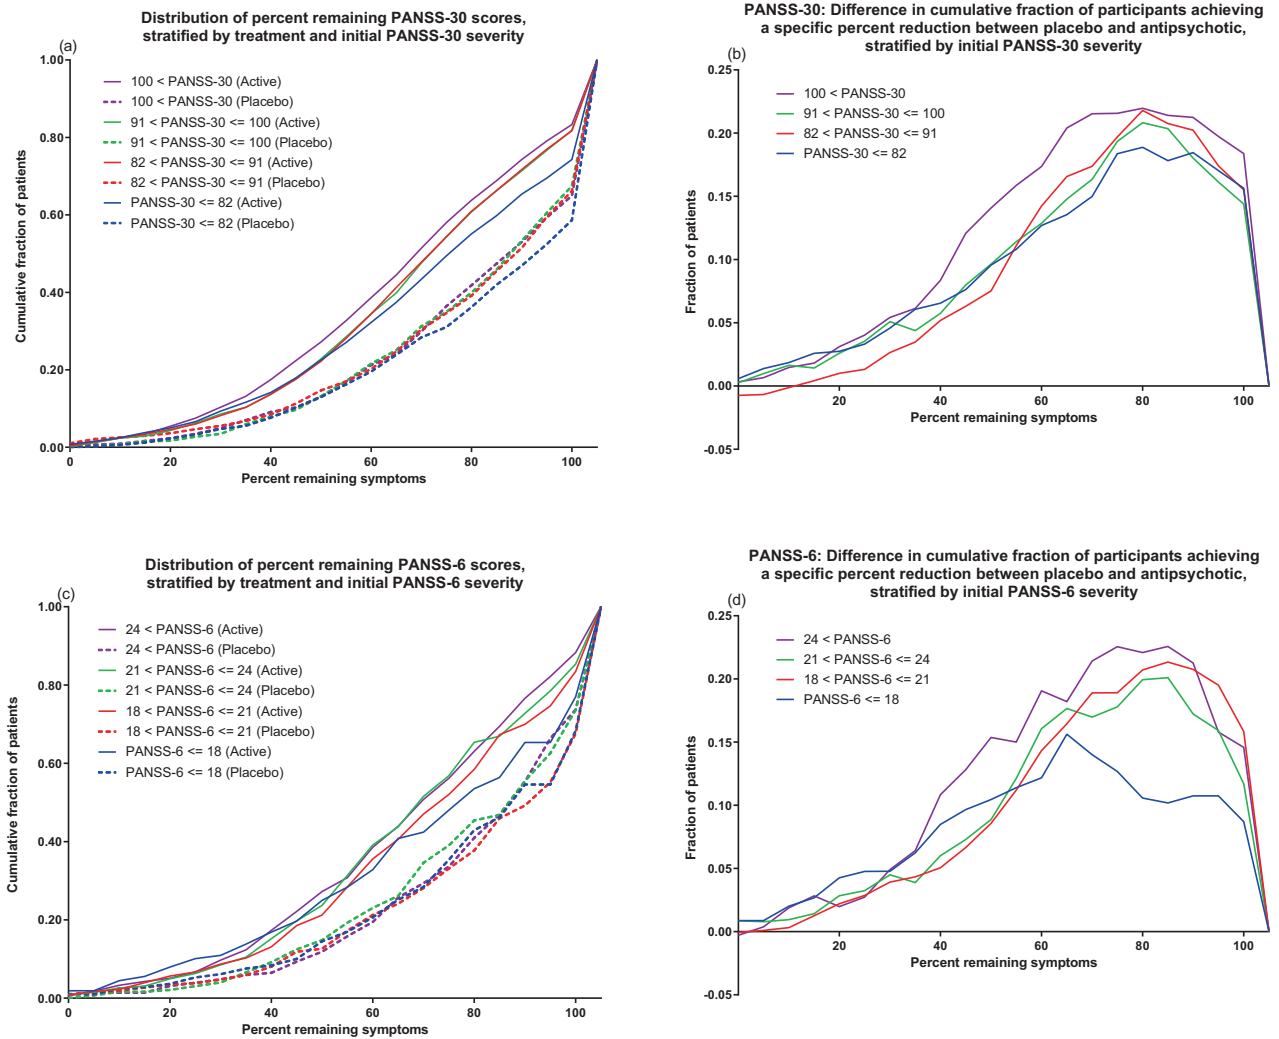 Distribution of percent remaining PANSS-30 scores,
stratified by treatment and initial PANSS-30 severity
(a)
1.00
0.80
0.60
0.40
0.20
0.00
Cumulative fraction of patients
100 < PANSS-30 (Active)
100 < PANSS-30 (Placebo)
91 < PANSS-30 <= 100 (Active)
91 < PANSS-30 <= 100 (Placebo)
82 < PANSS-30 <= 91 (Active)
82 < PANSS-30 <= 91 (Placebo)
PANSS-30 <= 82 (Active)
PANSS-30 <= 82 (Placebo)
0 20 40 60 80 100
Percent remaining symptoms
PANSS-30: Difference in cumulative fraction of participants achieving
a specific percent reduction between placebo and antipsychotic,
stratified by initial PANSS-30 severity
(b)
0.25
0.20
0.15
0.10
0.05
0.00
-0.05
Fraction of patients
100 < PANSS-30
91 < PANSS-30 <= 100
82 < PANSS-30 <= 91
PANSS-30 <= 82
20 40 60 80 100
Percent remaining symptoms
Distribution of percent remaining PANSS-6 scores,
stratified by treatment and initial PANSS-6 severity
(c)
1.00
0.80
0.60
0.40
0.20
0.00
Cumulative fraction of patients
24 < PANSS-6 (Active)
24 < PANSS-6 (Placebo)
21 < PANSS-6 <= 24 (Active)
21 < PANSS-6 <= 24 (Placebo)
18 < PANSS-6 <= 21 (Active)
18 < PANSS-6 <= 21 (Placebo)
PANSS-6 <= 18 (Active)
PANSS-6 <= 18 (Placebo)
0 20 40 60 80 100
Percent remaining symptoms
PANSS-6: Difference in cumulative fraction of participants achieving
a specific percent reduction between placebo and antipsychotic,
stratified by initial PANSS-6 severity
(d)
0.25
0.20
0.15
0.10
0.05
0.00
-0.05
Fraction of patients
24 < PANSS-6
21 < PANSS-6 <= 24
18 < PANSS-6 <= 21
PANSS-6 <= 18
20 40 60 80 100
Percent remaining symptoms